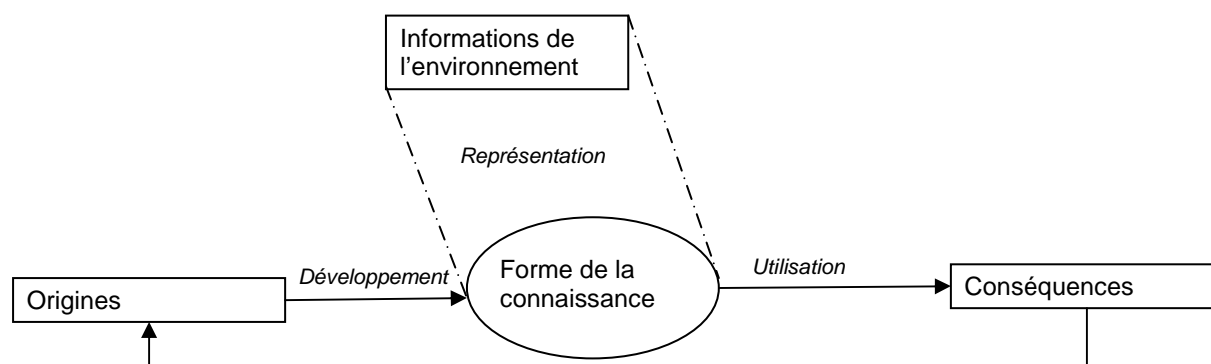 Informations de
l'environnement
Représentation
Développement
Forme de la
connaissance
Utilisation
Origines
Conséquences